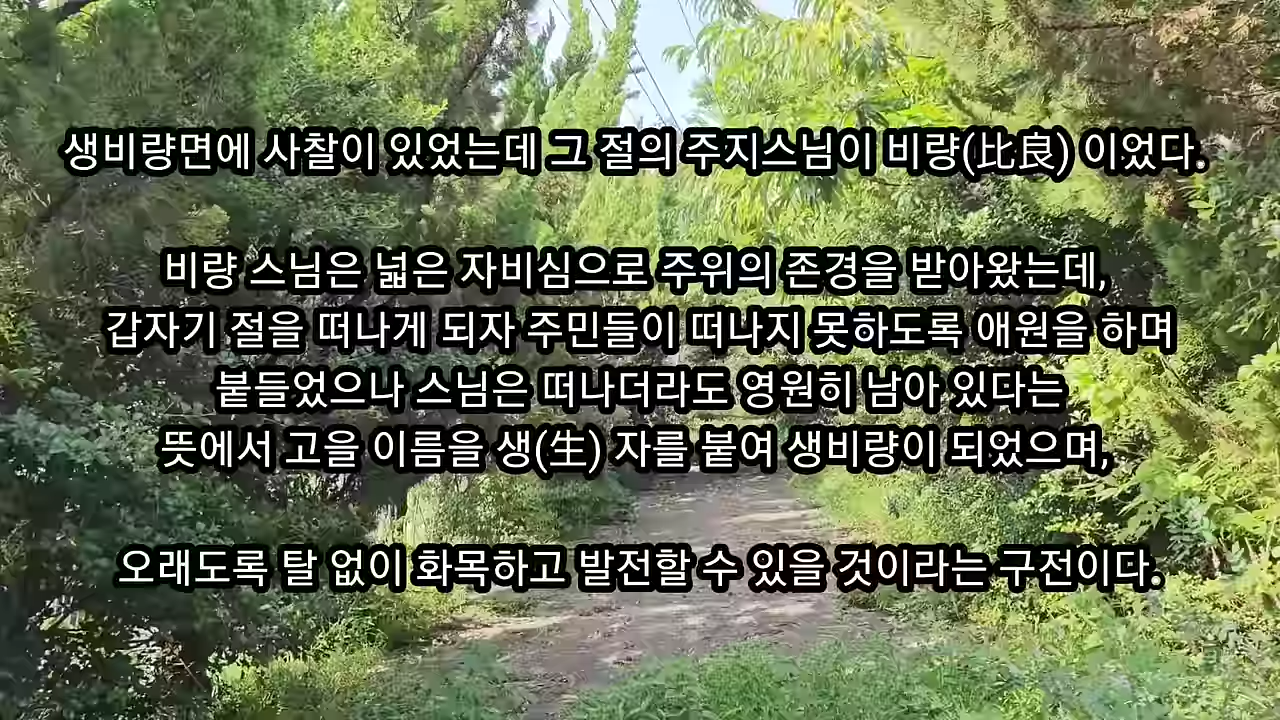 생비량면에 사찰이 있었는데 그 절의 주지스님이 비량(比良) 이었다.
비량 스님은 넓은 자비심으로 주위의 존경을 받아왔는데,
갑자기 절을 떠나게 되자 주민들이 떠나지 못하도록 애원을 하며
붙들었으나 스님은 떠나더라도 영원히 남아 있다는
뜻에서 고을 이름을 생(生) 자를 붙여 생비량이 되었으며,
오래도록 탈 없이 화목하고 발전할 수 있을 것이라는 구전이다.